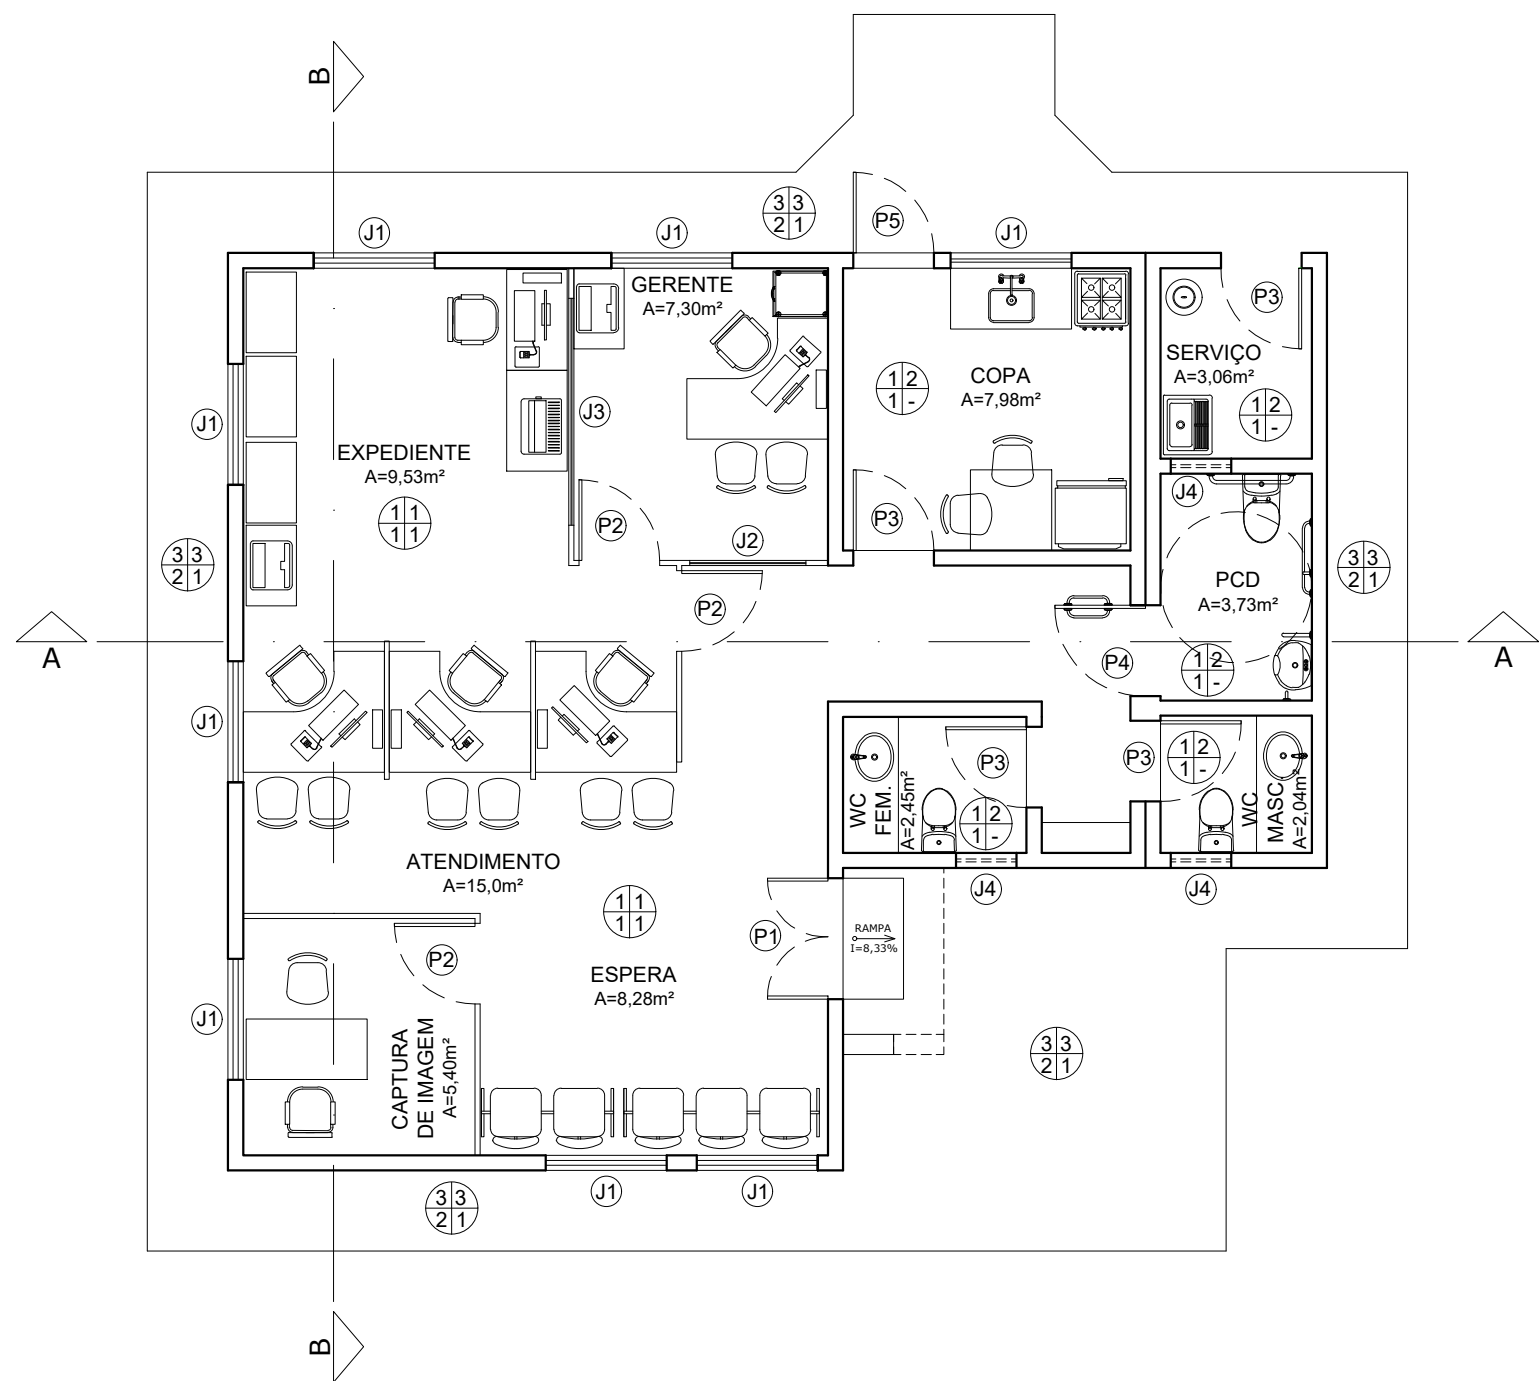 B
3 3
2 1
P5
J1
J1
J1
GERENTE
A=7,30m²
P3
SERVIÇO
A=3,06m²
COPA
A=7,98m²
1 2
1 -
1 2
1 -
J1
J3
EXPEDIENTE
A=9,53m²
1 1
1 1
P2
P3
J4
J2
3 3
2 1
3 3
2 1
PCD
A=3,73m²
P2
A
A
P4
1 2
1 -
J1
P3
P3
1 2
1 -
WC
FEM.
A=2,45m²
1 2
1 -
WC
MASC.
A=2,04m²
ATENDIMENTO
A=15,0m²
J4
J4
1 1
1 1
P1
RAMPA
I=8,33%
P2
ESPERA
A=8,28m²
J1
CAPTURA
DE IMAGEM
A=5,40m²
3 3
2 1
J1
J1
3 3
2 1
B